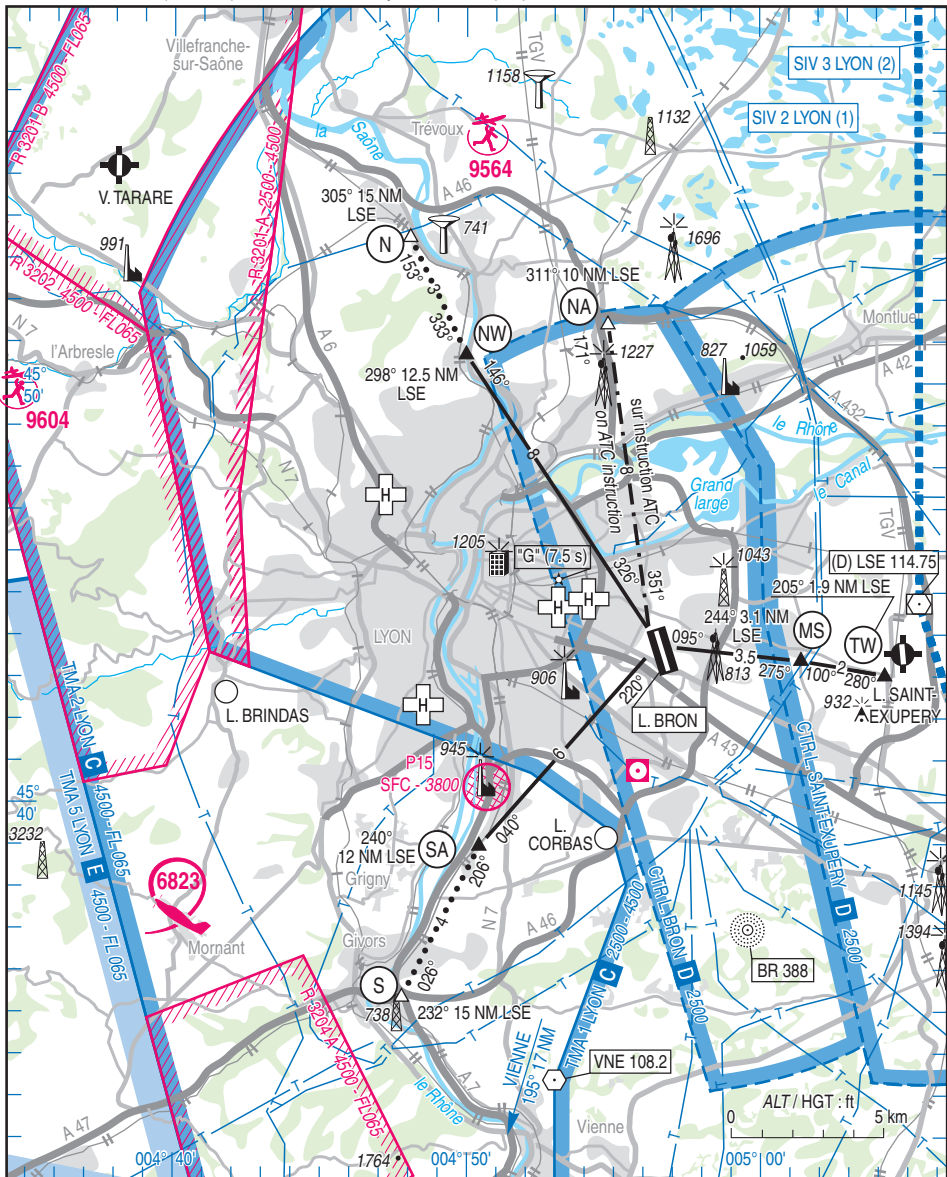 Villefranche-
sur-Saône
TGV
1158
SIV 3 LYON (2)
SIV 2 LYON (1)
R 3201 B 4500 - FL065
la
Saône
Trévoux
9564
1132
V. TARARE
R 3201 A 2500 - 4500
A 46
305° 15 NM
LSE
N
741
1696
991
R 3202 4500 - FL065
153°
3
333°
311° 10 NM LSE
NA
NW
Montluel
N 7
A 6
171°
1227
827
1059
l'Arbresle
298° 12.5 NM
LSE
146°
A 42
45°
50'
9604
A 432
le Rhône
sur instruction ATC
8
on ATC instruction
8
N 7
Grand
large
le Canal
TGV
H
1205
"G" (7.5 s)
1043
(D) LSE 114.75
326°
351°
205° 1.9 NM LSE
H
H
244° 3.1 NM
LSE
MS
TW
LYON
095°
3.5
275°
100°
2
280°
906
220°
813
932
L. SAINT-
EXUPERY
L. BRINDAS
H
L. BRON
TMA 2 LYON C 4500-FL 065
TMA 5 LYON E 4500 - FL 065
945
P15
SFC - 3800
6
A 43
45°
40'
3232
240°
12 NM LSE
SA
040°
L.
CORBAS
Grigny
206°
CTR L. SAINT-EXUPERY D 2500
CTR L. BRON D 2500
6823
4
N 7
A 46
1145
Mornant
Givors
1394
026°
BR 388
S
738
232° 15 NM LSE
TMA 1 LYON C 2500-4500
R 3204 A 4500-FL065
VIENNE
195° 17 NM
VNE 108.2
le Rhône
A 7
ALT / HGT : ft
0
5 km
A 47
Vienne
1764
004° 40'
004° 50'
005° 00'